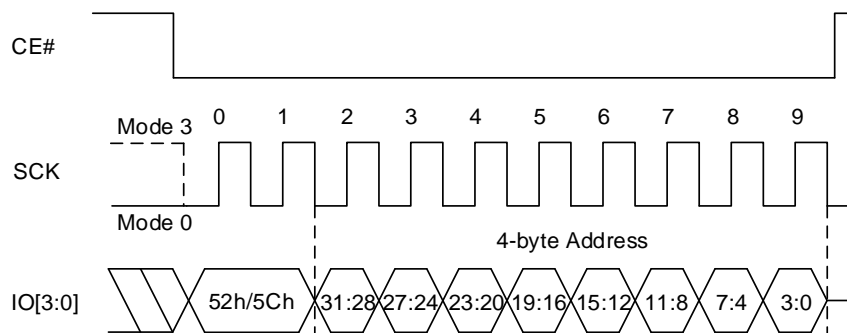 CE#
Mode 3
0 1 2 3 4 5 6 7 8 9
SCK
Mode 0
4-byte Address
IO[3:0]
52h/5Ch
31:28 27:24 23:20 19:16 15:12 11:8 7:4 3:0